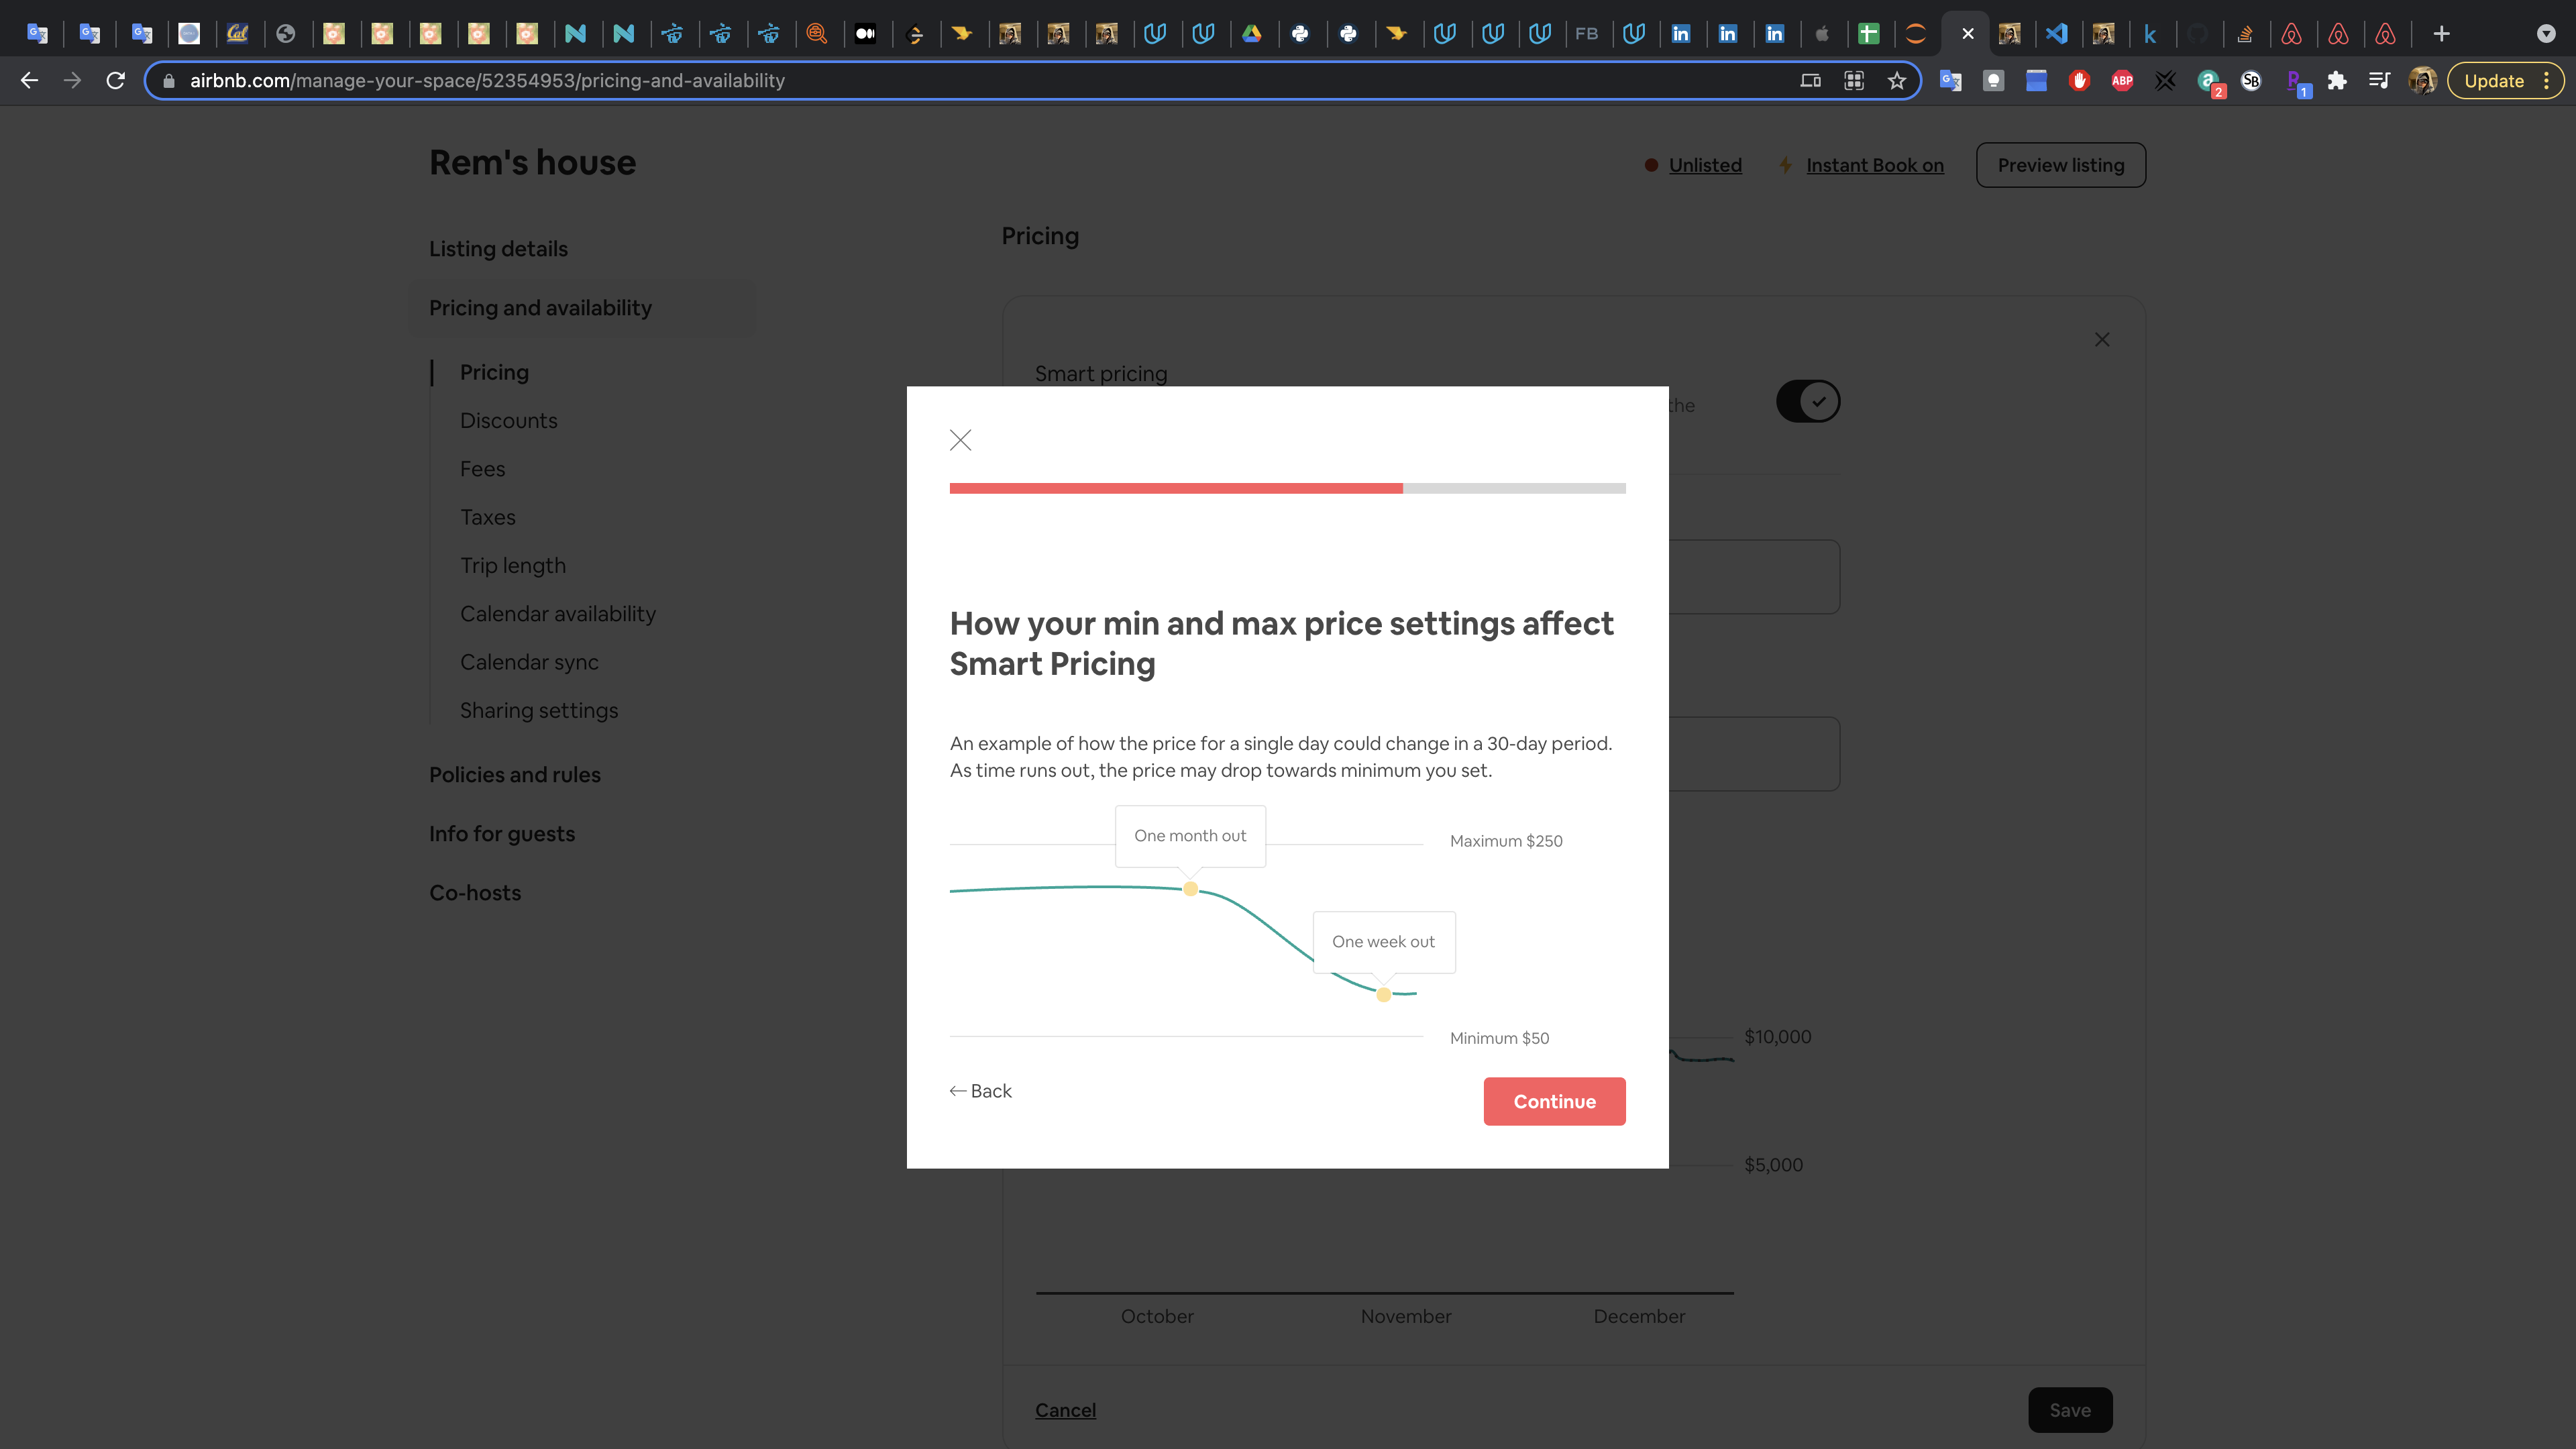 Cal
FB
airbnb.com/manage-your-space/52354953/pricing-and-availability
ABP
2
SB
1
Update
Rem's house
Unlisted
Instant Book on
Preview listing
Listing details
Pricing and availability
Pricing
Discounts
Fees
Taxes
Trip length
Calendar availability
Calendar sync
Sharing settings
Policies and rules
Info for guests
Co-hosts
Pricing
Smart pricing
the
How your min and max price settings affect
Smart Pricing
An example of how the price for a single day could change in a 30-day period.
As time runs out, the price may drop towards minimum you set.
One month out
Maximum $250
One week out
Minimum $50
Back
Continue
$10,000
$5,000
October
November
December
Cancel
Save